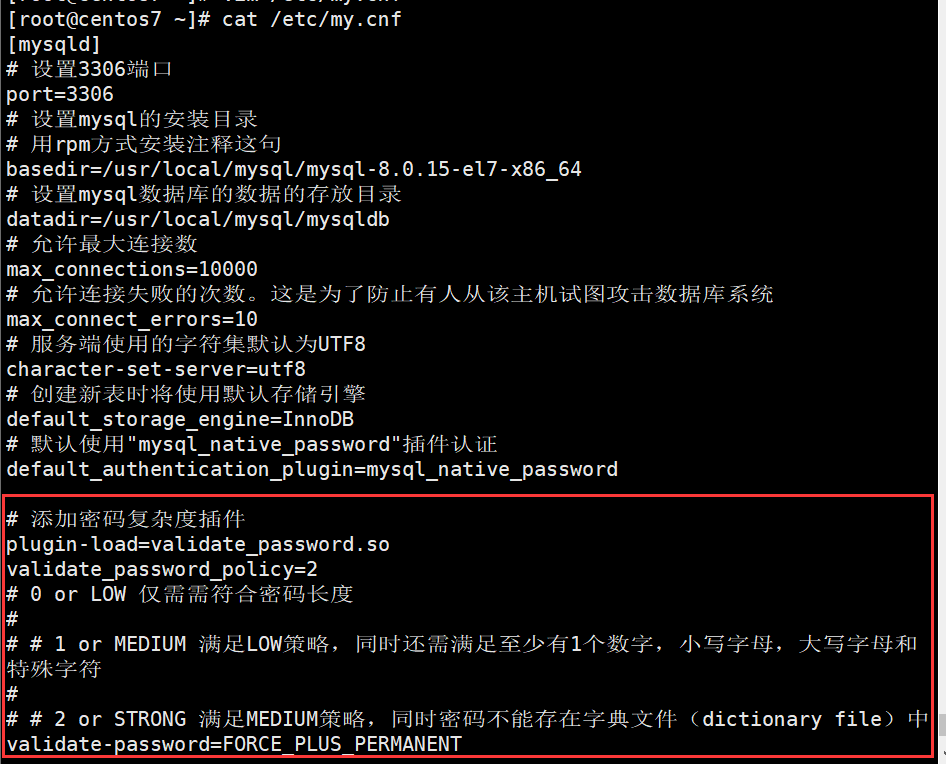 [root@centos7 ~]# cat /etc/my.cnf
[mysqld]
# 设置3306端口
port=3306
# 设置mysql的安装目录
# 用rpm方式安装注释这句
basedir=/usr/local/mysql/mysql-8.0.15-el7-x86_64
# 设置mysql数据库的数据的存放目录
datadir=/usr/local/mysql/mysqldb
# 允许最大连接数
max_connections=10000
# 允许连接失败的次数。这是为了防止有人从该主机试图攻击数据库系统
max_connect_errors=10
# 服务端使用的字符集默认为UTF8
character-set-server=utf8
# 创建新表时将使用默认存储引擎
default_storage_engine=InnoDB
# 默认使用"mysql_native_password"插件认证
default_authentication_plugin=mysql_native_password
# 添加密码复杂度插件
plugin-load=validate_password.so
validate_password_policy=2
# 0 or LOW 仅需需符合密码长度
#
# # 1 or MEDIUM 满足LOW策略，同时还需满足至少有1个数字，小写字母，大写字母和
特殊字符
#
# # 2 or STRONG 满足MEDIUM策略，同时密码不能存在字典文件（dictionary file）中
validate-password=FORCE_PLUS_PERMANENT